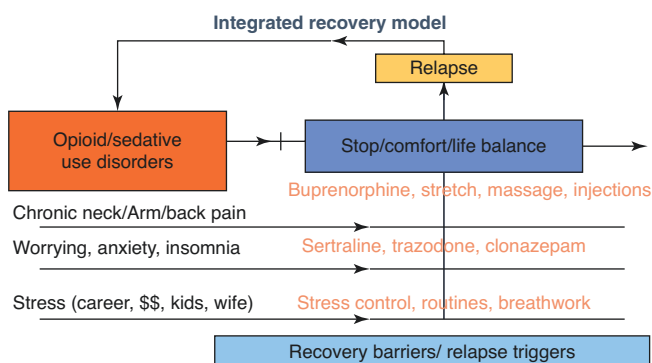 Integrated recovery model
Relapse
Opioid/sedative
use disorders
Stop/comfort/life balance
Buprenorphine, stretch, massage, injections
Chronic neck/Arm/back pain
Worrying, anxiety, insomnia
Sertraline, trazodone, clonazepam
Stress (career, $$, kids, wife)
Stress control, routines, breathwork
Recovery barriers/ relapse triggers